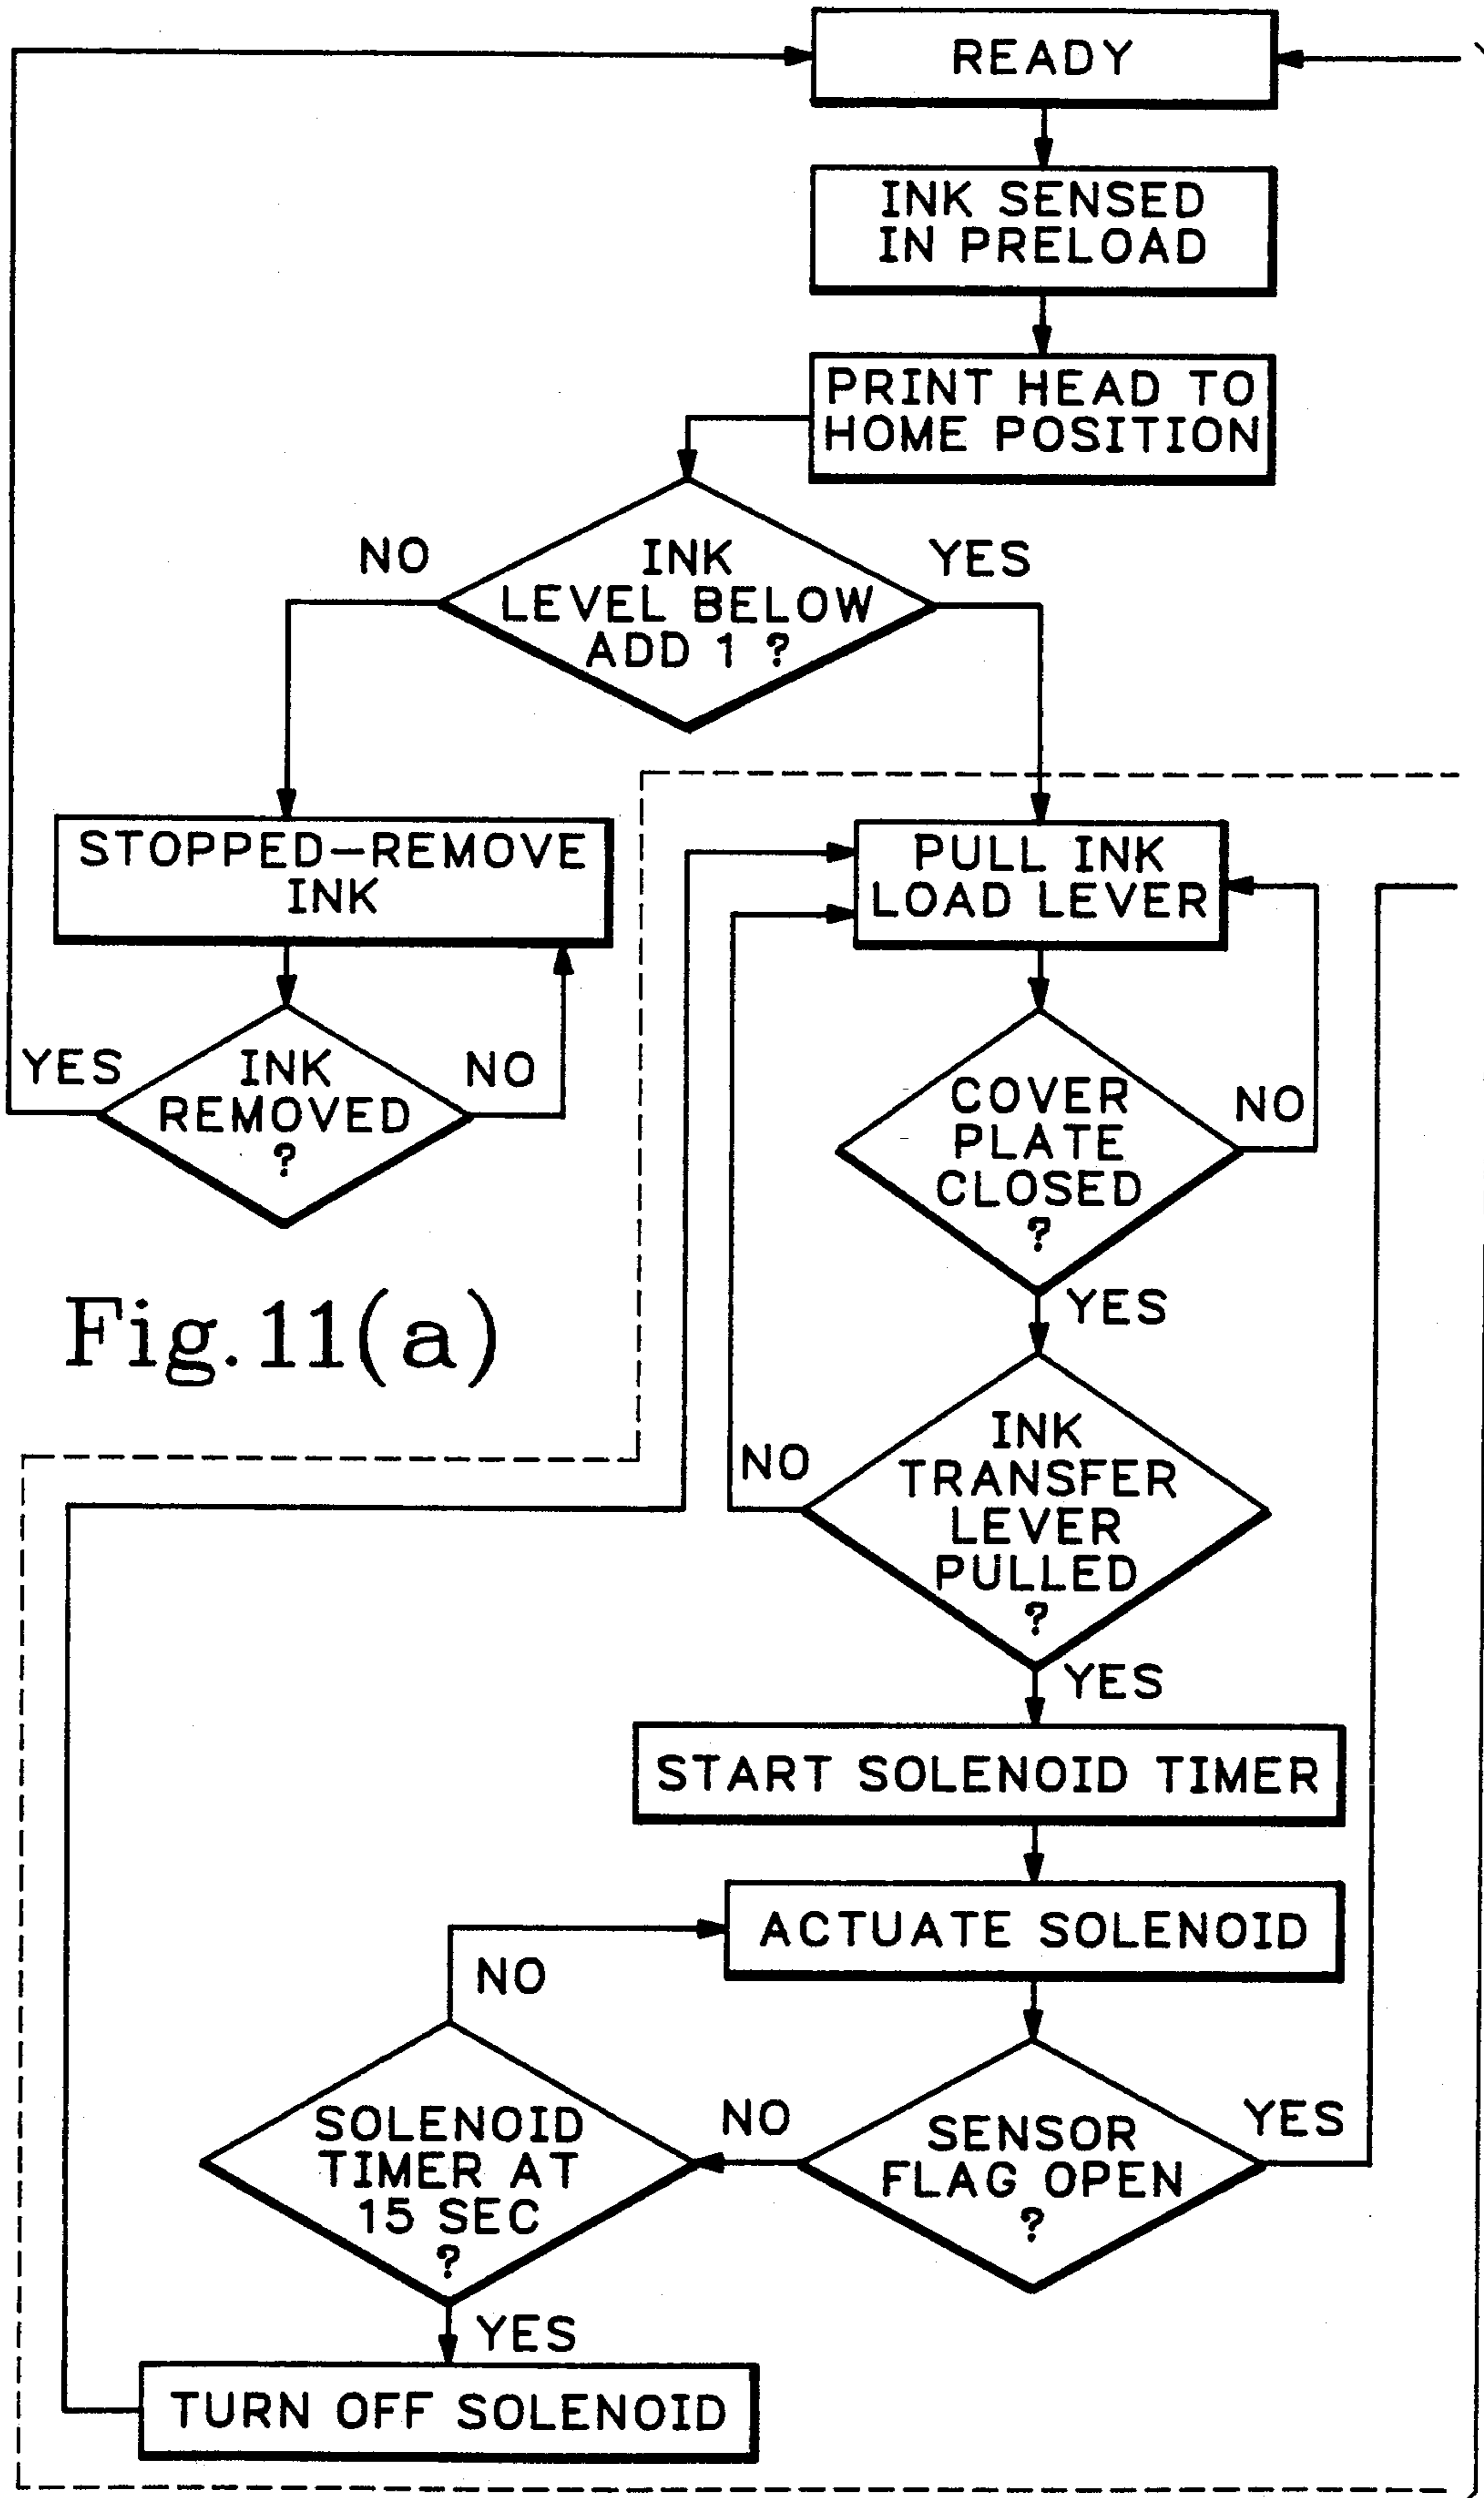 READY
INK SENSED
IN PRELOAD
PRINT HEAD TO
HOME POSITION
NO
INK
LEVEL BELOW
ADD 1 ?
YES
STOPPED-REMOVE
INK
YES
INK
REMOVED
?
NO
PULL INK
LOAD LEVER
COVER
PLATE
CLOSED
?
NO
YES
Fig.11(a)
INK
TRANSFER
LEVER
PULLED
?
NO
YES
START SOLENOID TIMER
ACTUATE SOLENOID
NO
SENSOR
FLAG OPEN
?
YES
NO
SOLENOID
TIMER AT
15 SEC
?
YES
TURN OFF SOLENOID